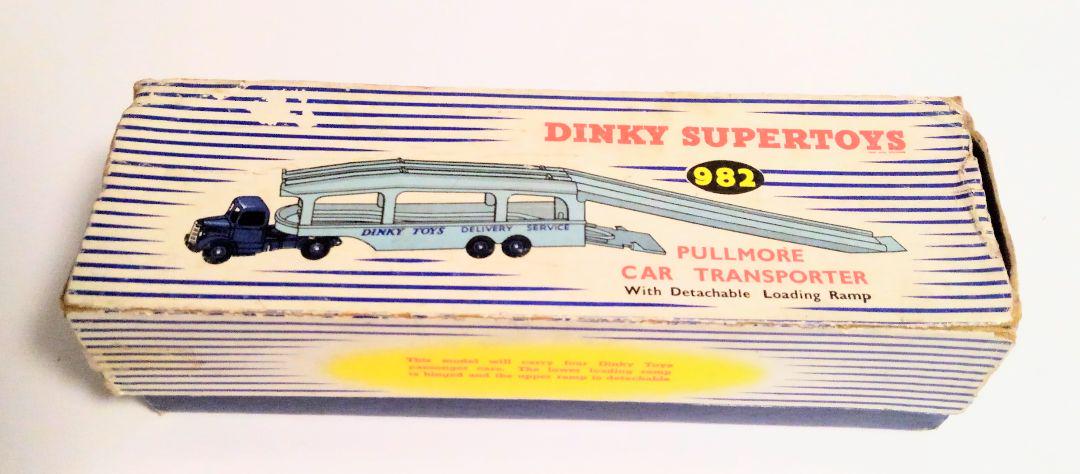 DINKY SUPERTOYS
982
DINKY TOYS DELIVERY SERVICE
PULLMORE
CAR TRANSPORTER
With Detachable Loading Ramp
This model will carry four Dinky Toys
passenger cars. The lower loading ramp
is hinged and the upper ramp is detachable